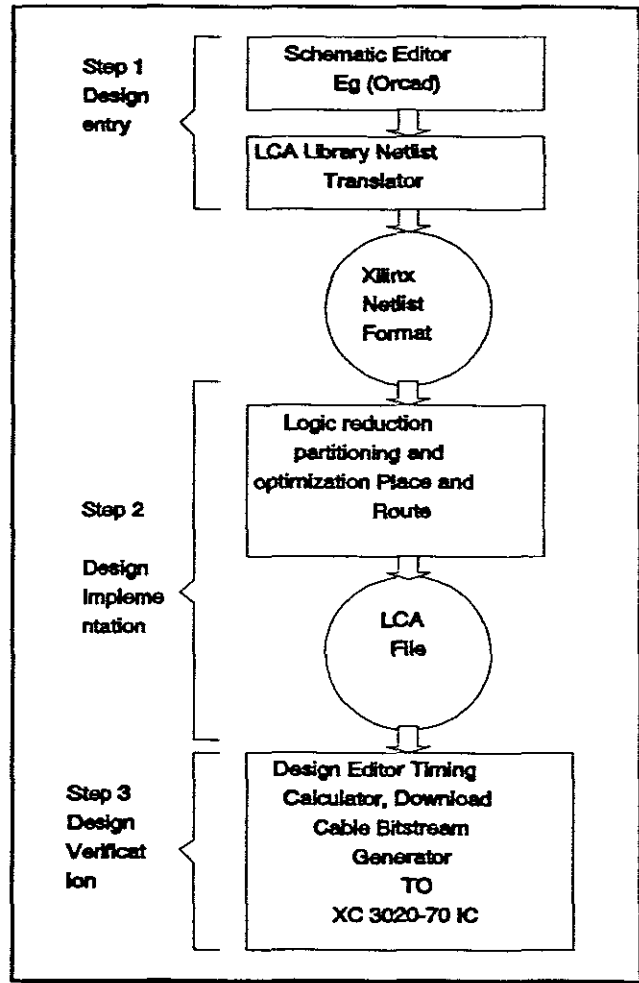 Step 1
Design
entry
Schematic Editor
Eg (Orcad)
LCA Library Netlist
Translator
Xilinx
Netlist
Format
Step 2
Design
Impleme
ntation
Logic reduction
partitioning and
optimization Place and
Route
LCA
File
Step 3
Design
Verificat
ion
Design Editor Timing
Calculator, Download
Cable Bitstream
Generator
TO
XC 3020-70 IC